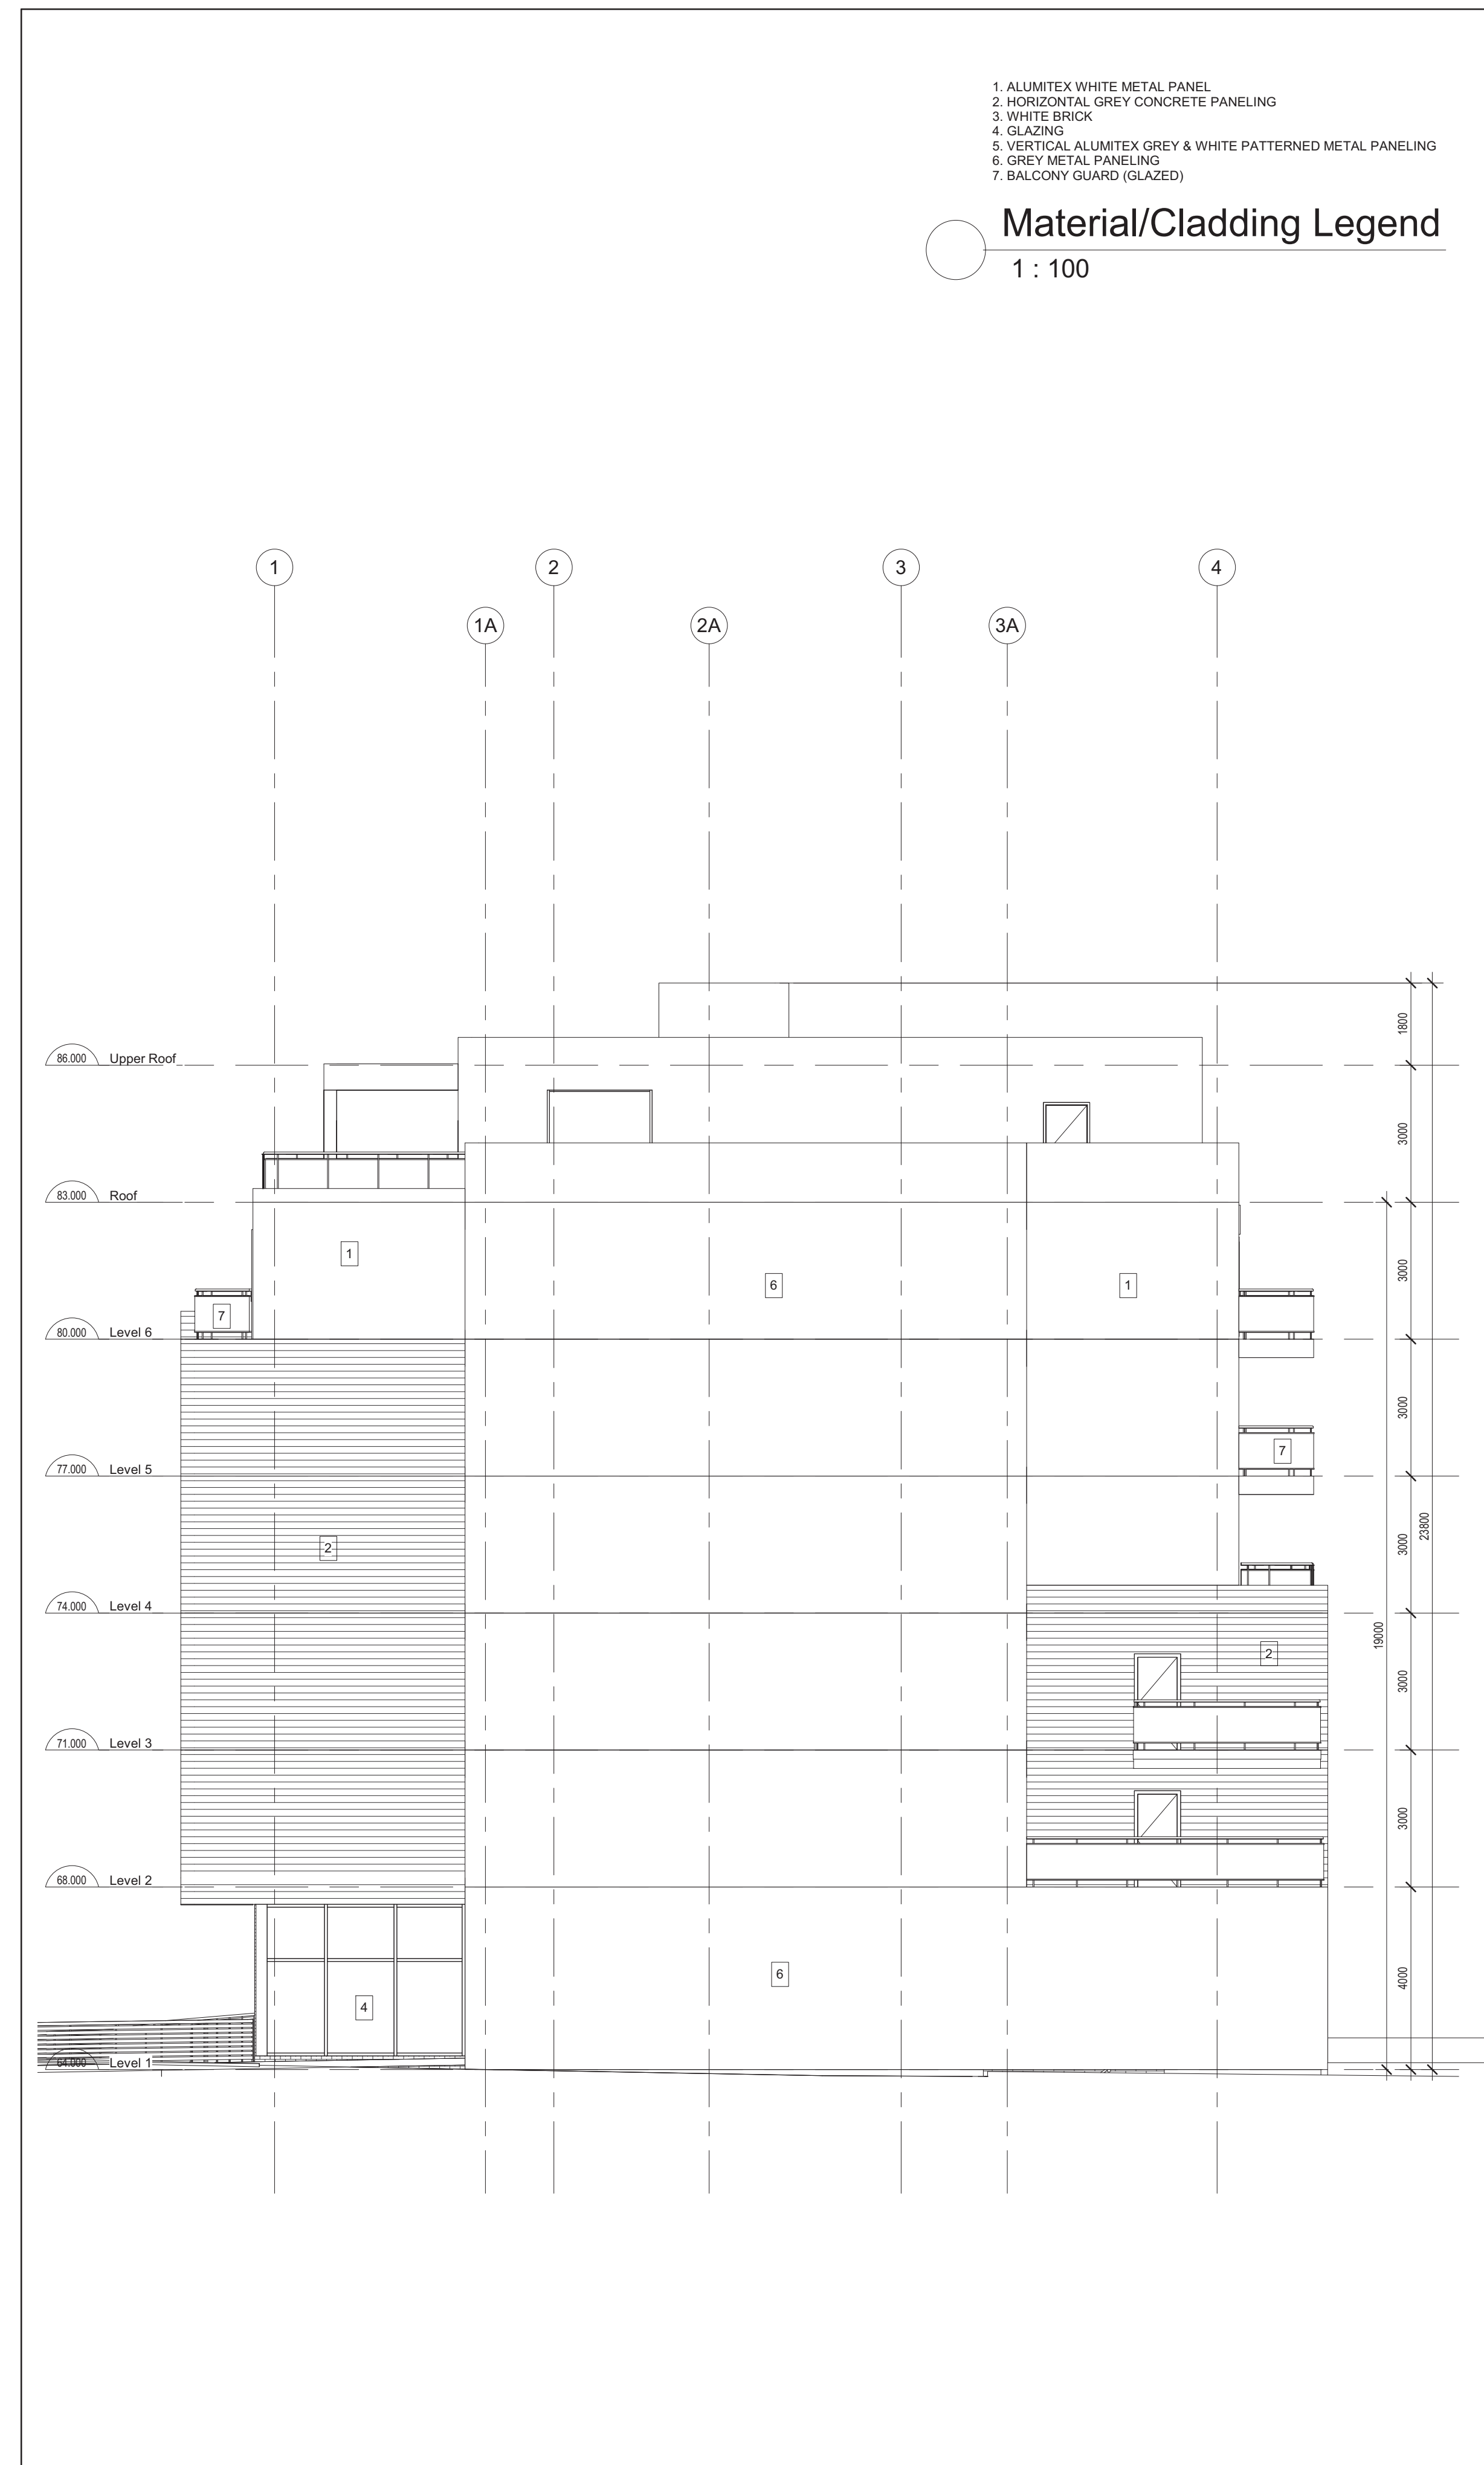 1. ALUMITEX WHITE METAL PANEL
2. HORIZONTAL GREY CONCRETE PANELING
3. WHITE BRICK
4. GLAZING
5. VERTICAL ALUMITEX GREY & WHITE PATTERNED METAL PANELING
6. GREY METAL PANELING
7. BALCONY GUARD (GLAZED)
Material/Cladding Legend
1 : 100
1
2
3
4
1A
2A
3A
1800
86.000 Upper Roof
3000
83.000 Roof
1
6
1
3000
7
80.000 Level 6
3000
7
77.000 Level 5
23800
3000
2
74.000 Level 4
19000
2
3000
71.000 Level 3
3000
68.000 Level 2
6
4000
4
64.000 Level 1